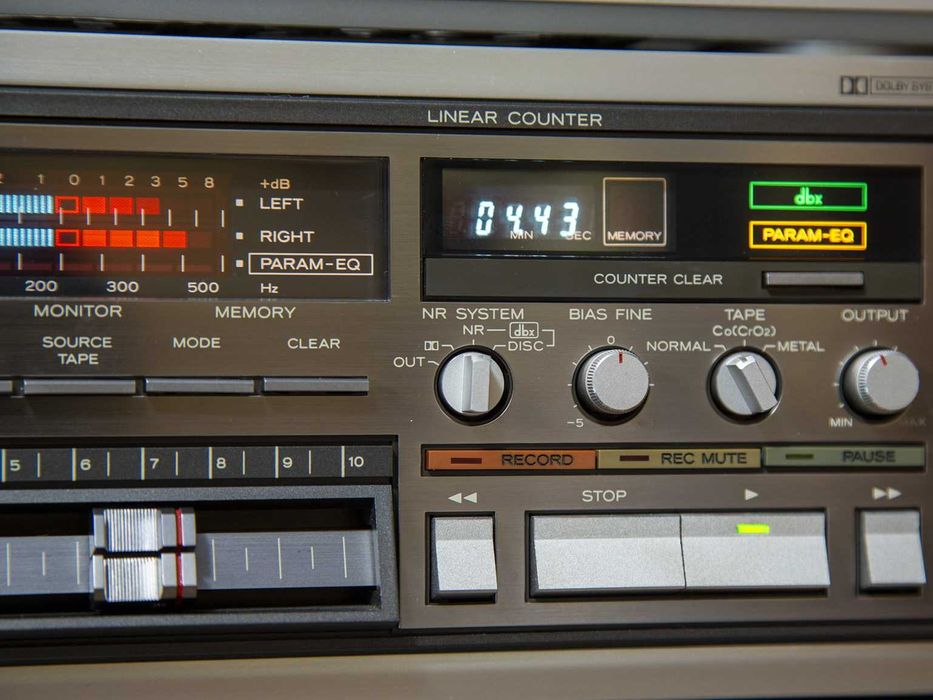 DOLBY SYS
LINEAR COUNTER
1 0 1 2 3 5 8 +dB
LEFT
RIGHT
PARAM-EQ
200 300 500 Hz
04 43
MIN SEC
MEMORY
dbx
PARAM-EQ
COUNTER CLEAR
MONITOR MEMORY
SOURCE
TAPE
MODE
CLEAR
NR SYSTEM
NR dbx
DISC
OUT
BIAS FINE
0
-5
TAPE
Co(CrO2)
NORMAL METAL
OUTPUT
MIN MAX
RECORD REC MUTE PAUSE
5 6 7 8 9 10
◀◀ STOP ▶ ▶▶